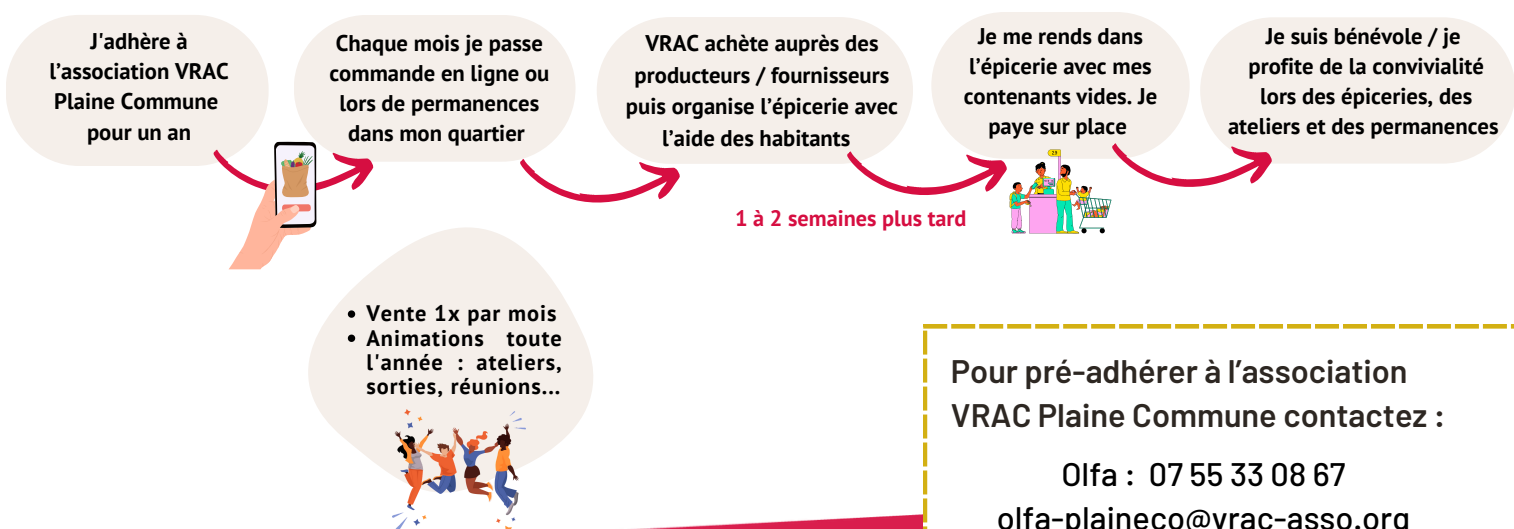 J'adhère à
l'association VRAC
Plaine Commune
pour un an
Chaque mois je passe
commande en ligne ou
lors de permanences
dans mon quartier
VRAC achète auprès des
producteurs / fournisseurs
puis organise l'épicerie avec
l'aide des habitants
Je me rends dans
l'épicerie avec mes
contenants vides. Je
paye sur place
Je suis bénévole / je
profite de la convivialité
lors des épiceries, des
ateliers et des permanences
1 à 2 semaines plus tard
• Vente 1x par mois
• Animations toute
l'année : ateliers,
sorties, réunions...
Pour pré-adhérer à l'association
VRAC Plaine Commune contactez :
Olfa : 07 55 33 08 67
olfa-plaineco@vrac-asso.org